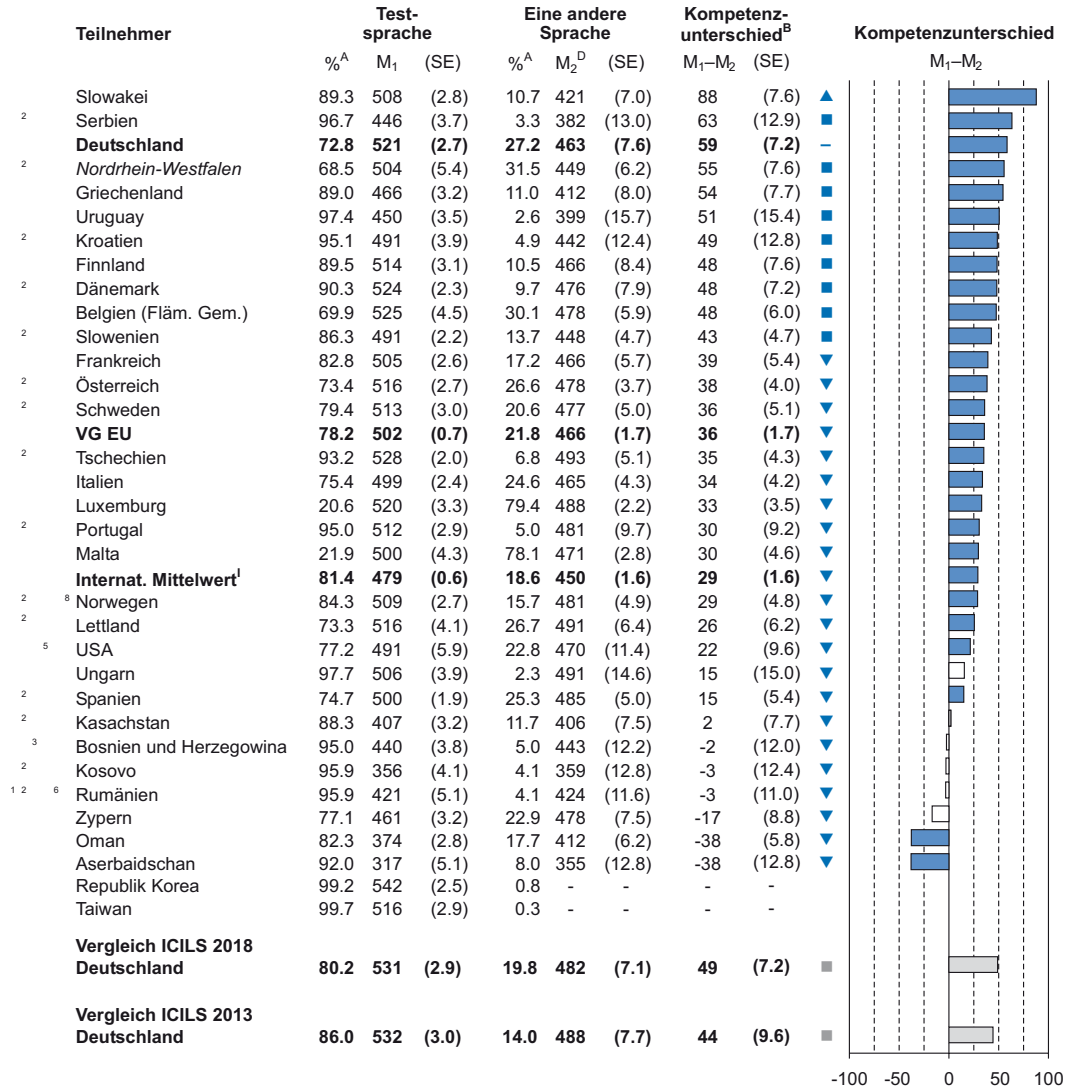 Teilnehmer Test- Eine andere Kompetenz- Kompetenzunterschied
sprache Sprache unterschiedᴮ
%ᴬ M₁ (SE) %ᴬ M₂ᴰ (SE) M₁–M₂ (SE) M₁–M₂
Slowakei 89.3 508 (2.8) 10.7 421 (7.0) 88 (7.6) ▲
² Serbien 96.7 446 (3.7) 3.3 382 (13.0) 63 (12.9) ■
Deutschland 72.8 521 (2.7) 27.2 463 (7.6) 59 (7.2) –
² Nordrhein-Westfalen 68.5 504 (5.4) 31.5 449 (6.2) 55 (7.6) ■
Griechenland 89.0 466 (3.2) 11.0 412 (8.0) 54 (7.7) ■
Uruguay 97.4 450 (3.5) 2.6 399 (15.7) 51 (15.4) ■
² Kroatien 95.1 491 (3.9) 4.9 442 (12.4) 49 (12.8) ■
Finnland 89.5 514 (3.1) 10.5 466 (8.4) 48 (7.6) ■
² Dänemark 90.3 524 (2.3) 9.7 476 (7.9) 48 (7.2) ■
Belgien (Fläm. Gem.) 69.9 525 (4.5) 30.1 478 (5.9) 48 (6.0) ■
² Slowenien 86.3 491 (2.2) 13.7 448 (4.7) 43 (4.7) ■
Frankreich 82.8 505 (2.6) 17.2 466 (5.7) 39 (5.4) ▼
² Österreich 73.4 516 (2.7) 26.6 478 (3.7) 38 (4.0) ▼
² Schweden 79.4 513 (3.0) 20.6 477 (5.0) 36 (5.1) ▼
VG EU 78.2 502 (0.7) 21.8 466 (1.7) 36 (1.7) ▼
² Tschechien 93.2 528 (2.0) 6.8 493 (5.1) 35 (4.3) ▼
Italien 75.4 499 (2.4) 24.6 465 (4.3) 34 (4.2) ▼
Luxemburg 20.6 520 (3.3) 79.4 488 (2.2) 33 (3.5) ▼
² Portugal 95.0 512 (2.9) 5.0 481 (9.7) 30 (9.2) ▼
Malta 21.9 500 (4.3) 78.1 471 (2.8) 30 (4.6) ▼
Internat. Mittelwertᴵ 81.4 479 (0.6) 18.6 450 (1.6) 29 (1.6) ▼
² ⁸ Norwegen 84.3 509 (2.7) 15.7 481 (4.9) 29 (4.8) ▼
² Lettland 73.3 516 (4.1) 26.7 491 (6.4) 26 (6.2) ▼
⁵ USA 77.2 491 (5.9) 22.8 470 (11.4) 22 (9.6) ▼
Ungarn 97.7 506 (3.9) 2.3 491 (14.6) 15 (15.0) ▼
² Spanien 74.7 500 (1.9) 25.3 485 (5.0) 15 (5.4) ▼
² Kasachstan 88.3 407 (3.2) 11.7 406 (7.5) 2 (7.7) ▼
³ Bosnien und Herzegowina 95.0 440 (3.8) 5.0 443 (12.2) -2 (12.0) ▼
² Kosovo 95.9 356 (4.1) 4.1 359 (12.8) -3 (12.4) ▼
¹ ² ⁶ Rumänien 95.9 421 (5.1) 4.1 424 (11.6) -3 (11.0) ▼
Zypern 77.1 461 (3.2) 22.9 478 (7.5) -17 (8.8) ▼
Oman 82.3 374 (2.8) 17.7 412 (6.2) -38 (5.8) ▼
Aserbaidschan 92.0 317 (5.1) 8.0 355 (12.8) -38 (12.8) ▼
Republik Korea 99.2 542 (2.5) 0.8 - - - -
Taiwan 99.7 516 (2.9) 0.3 - - - -
Vergleich ICILS 2018
Deutschland 80.2 531 (2.9) 19.8 482 (7.1) 49 (7.2) ■
Vergleich ICILS 2013
Deutschland 86.0 532 (3.0) 14.0 488 (7.7) 44 (9.6) ■
-100 -50 0 50 100